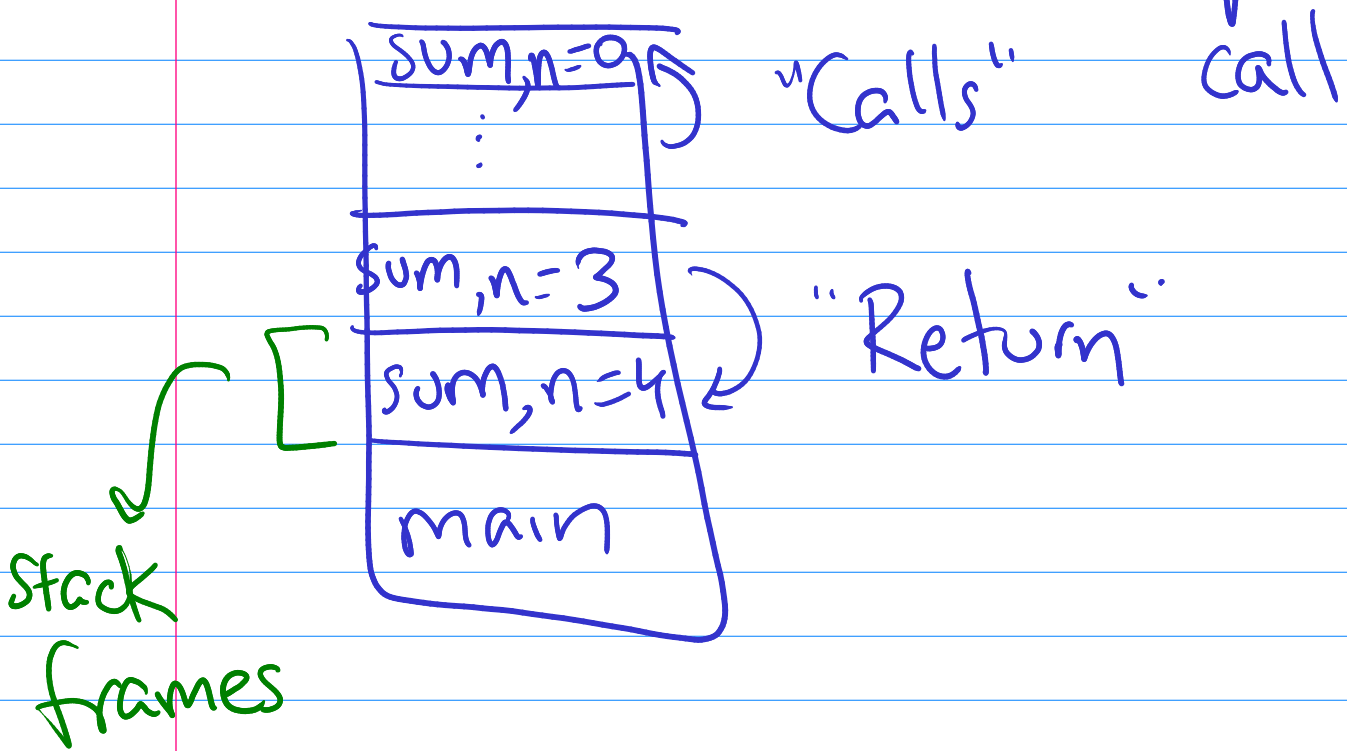 sum, n=0
"Calls"
call
⋮
sum, n=3
"Return"
sum, n=4
main
stack
frames